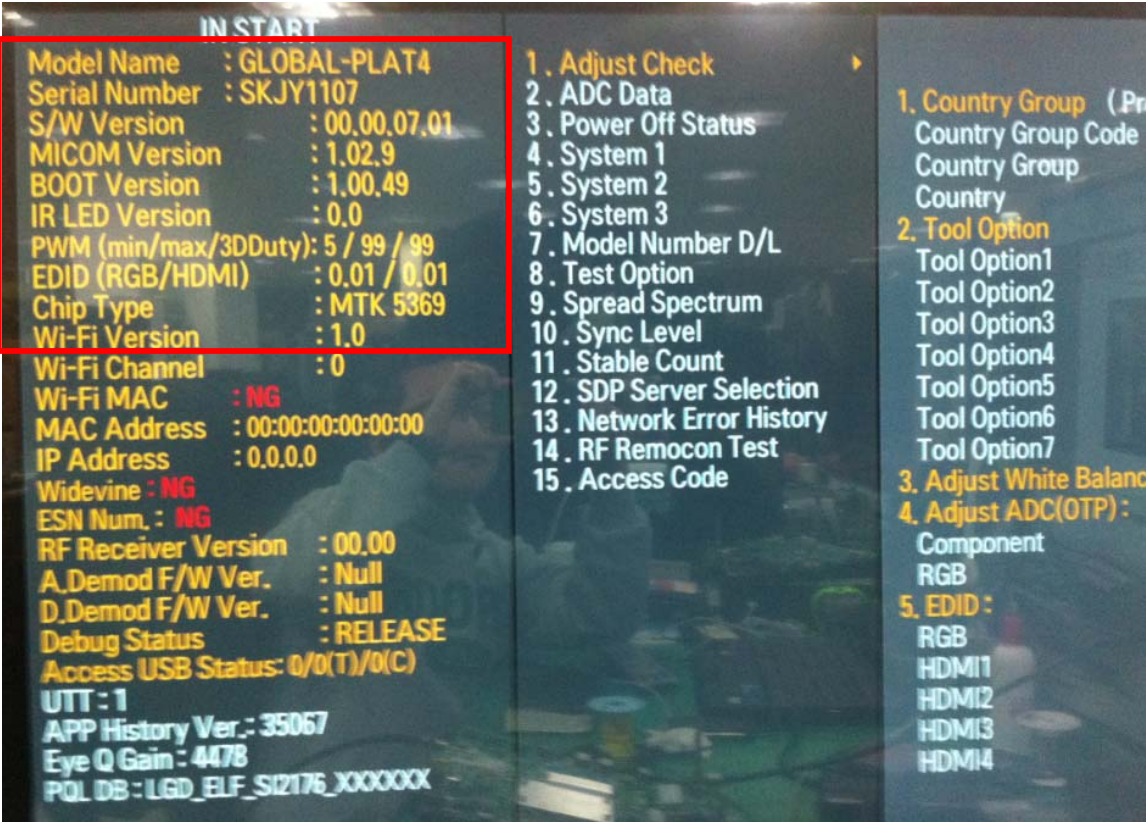 IN START
Model Name : GLOBAL-PLAT4
Serial Number : SKJY1107
S/W Version : 00.00.07.01
MICOM Version : 1.02.9
BOOT Version : 1.00.49
IR LED Version : 0.0
PWM (min/max/3DDuty): 5 / 99 / 99
EDID (RGB/HDMI) : 0.01 / 0.01
Chip Type : MTK 5369
Wi-Fi Version : 1.0
Wi-Fi Channel : 0
Wi-Fi MAC : NG
MAC Address : 00:00:00:00:00:00
IP Address : 0.0.0.0
Widevine : NG
ESN Num. : NG
RF Receiver Version : 00.00
A.Demod F/W Ver. : Null
D.Demod F/W Ver. : Null
Debug Status : RELEASE
Access USB Status: 0/0(T)/0(C)
UTT : 1
APP History Ver.: 35067
Eye Q Gain : 4478
PQL DB : LGD_ELF_SI2176_XXXXXX
1. Adjust Check
2. ADC Data
3. Power Off Status
4. System 1
5. System 2
6. System 3
7. Model Number D/L
8. Test Option
9. Spread Spectrum
10. Sync Level
11. Stable Count
12. SDP Server Selection
13. Network Error History
14. RF Remocon Test
15. Access Code
1. Country Group (.Pr
Country Group Code
Country Group
Country
2. Tool Option
Tool Option1
Tool Option2
Tool Option3
Tool Option4
Tool Option5
Tool Option6
Tool Option7
3. Adjust White Balanc
4. Adjust ADC(OTP) :
Component
RGB
5. EDID :
RGB
HDMI1
HDMI2
HDMI3
HDMI4